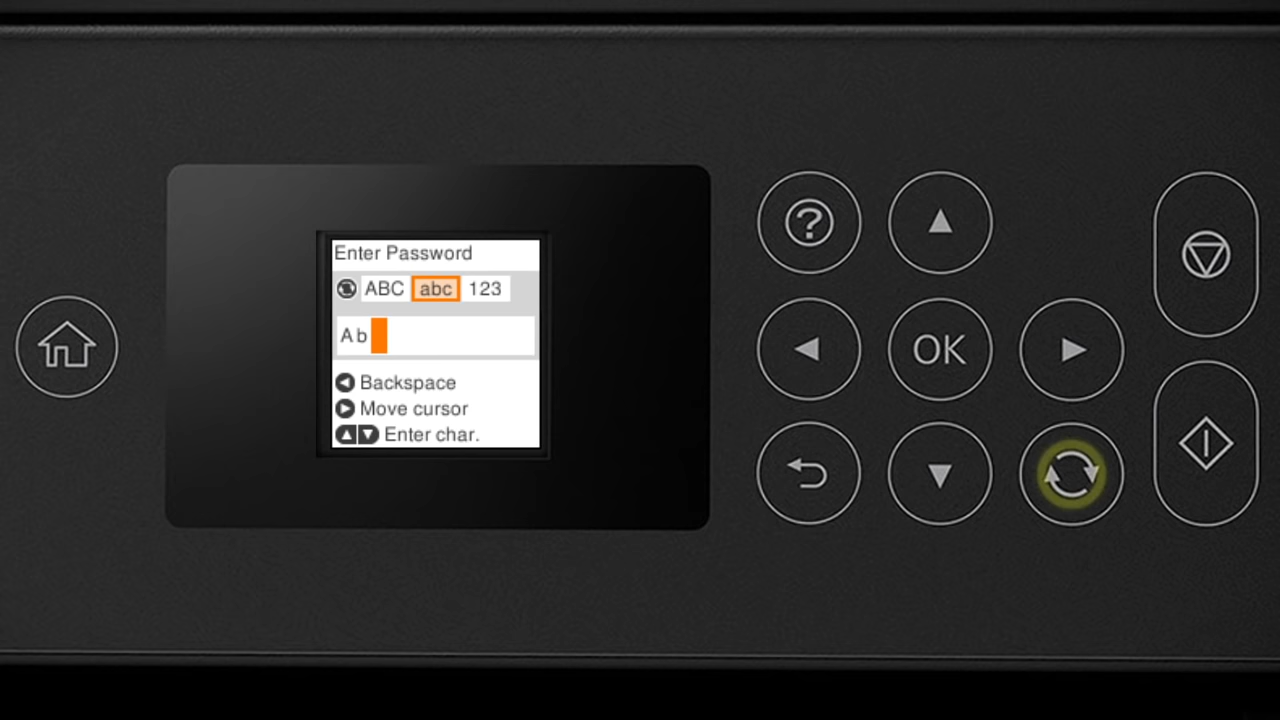 Enter Password
ABC abc 123
Ab
Backspace
Move cursor
Enter char.
?
OK